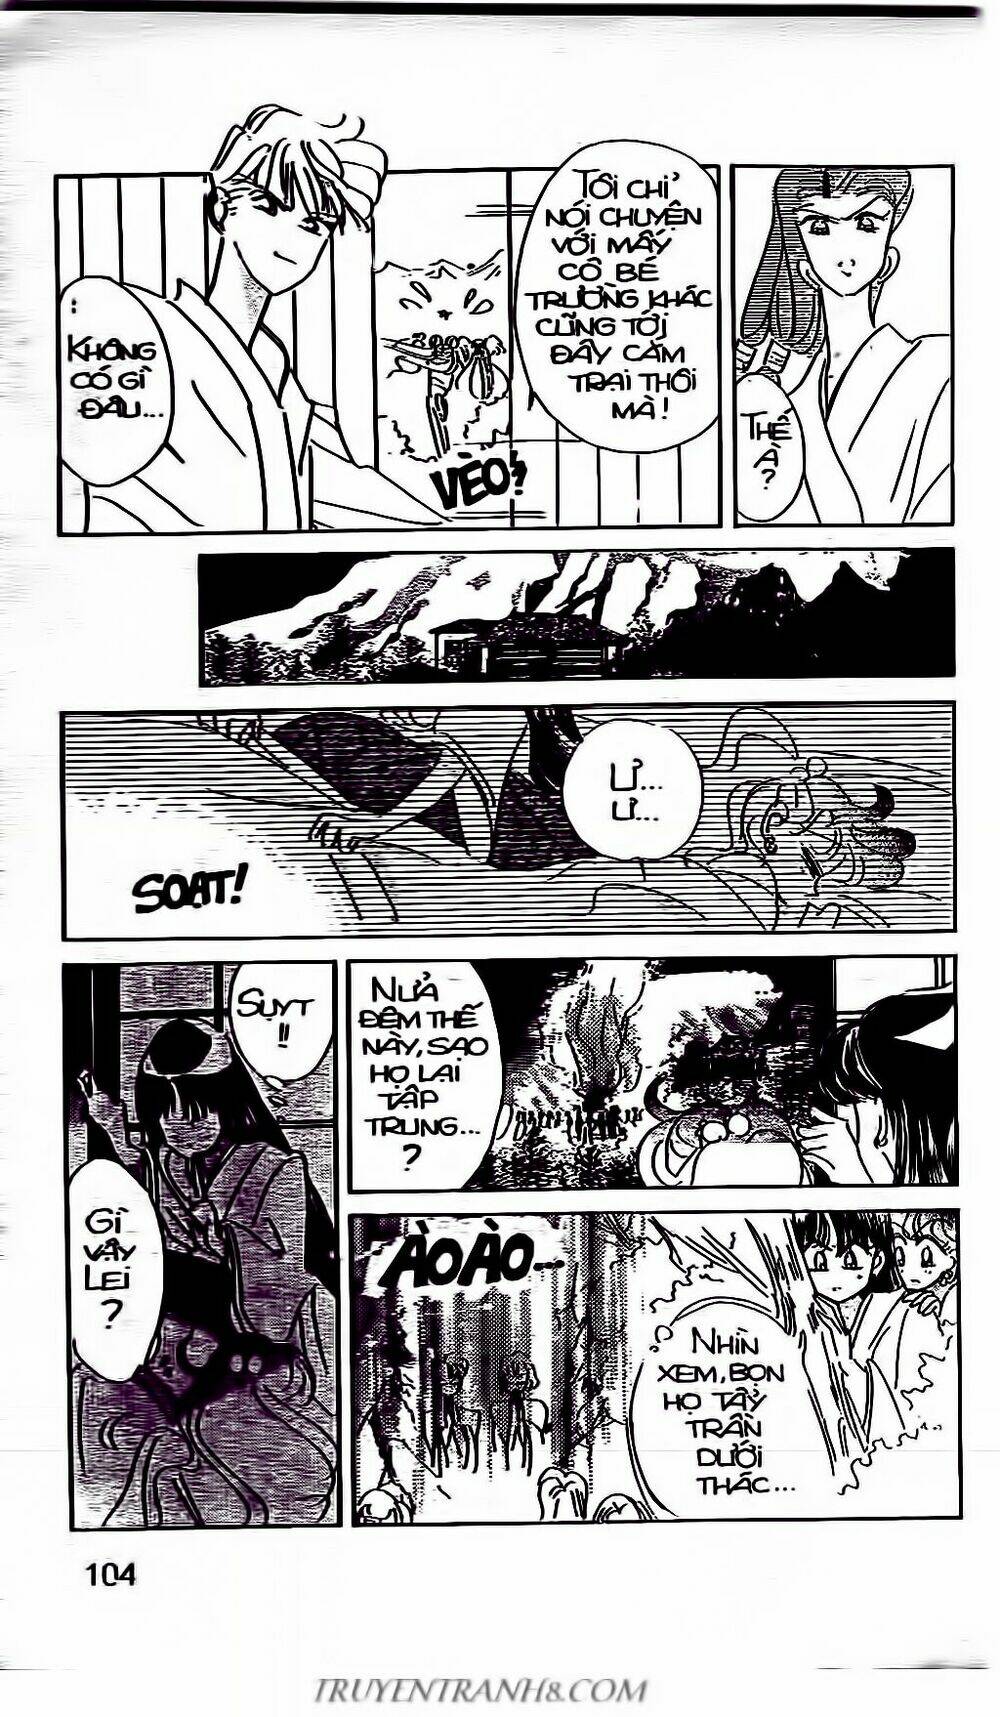 KHÔNG
CÓ GÌ
ĐÂU...
TÔI CHỈ
NÓI CHUYỆN
VỚI MẤY
CÔ BÉ
TRƯỜNG KHÁC
CŨNG TỚI
ĐÂY CẮM
TRẠI THÔI
MÀ!
THẾ
À?
VÈO!
Ư...
Ư...
SOẠT!
SUỴT
!!
GÌ
VẬY
LEI
?
NỬA
ĐÊM THẾ
NÀY, SAO
HỌ LẠI
TẬP
TRUNG...
?
ÀO ÀO...
NHÌN
XEM, BỌN
HỌ TẨY
TRẦN
DƯỚI
THÁC...
104
TRUYENTRANH8.COM